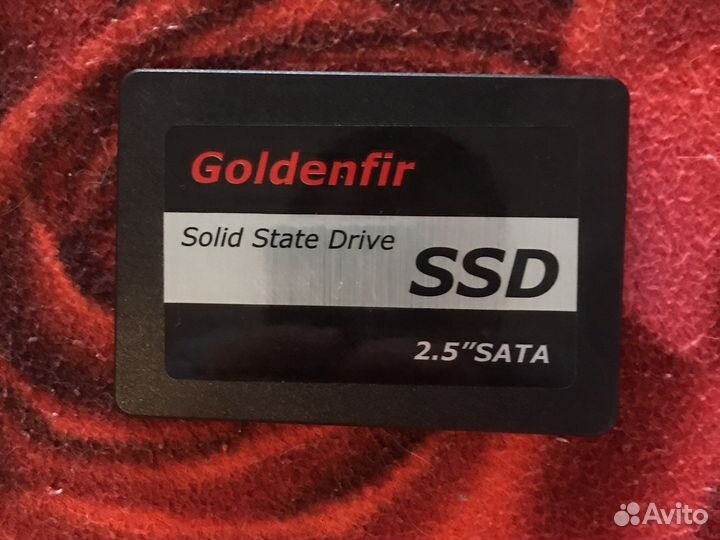 Goldenfir
Solid State Drive
SSD
2.5″SATA
Avito